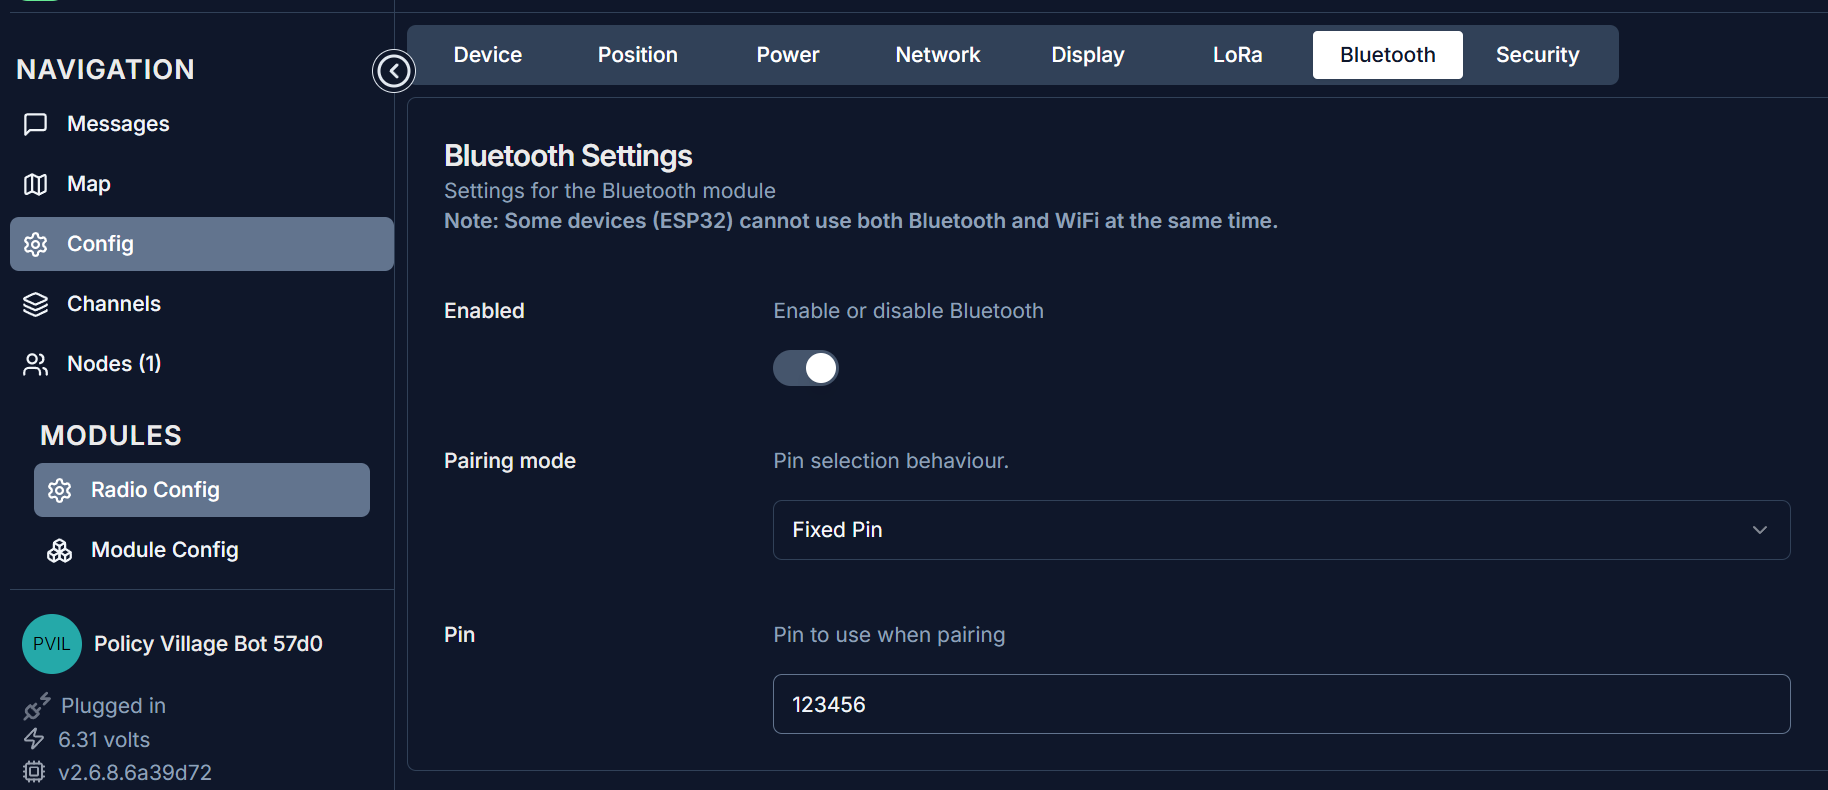 NAVIGATION
Messages
Map
Config
Channels
Nodes (1)
MODULES
Radio Config
Module Config
PVIL Policy Village Bot 57d0
Plugged in
6.31 volts
v2.6.8.6a39d72
Device Position Power Network Display LoRa Bluetooth Security
Bluetooth Settings
Settings for the Bluetooth module
Note: Some devices (ESP32) cannot use both Bluetooth and WiFi at the same time.
Enabled Enable or disable Bluetooth
Pairing mode Pin selection behaviour.
Fixed Pin
Pin Pin to use when pairing
123456